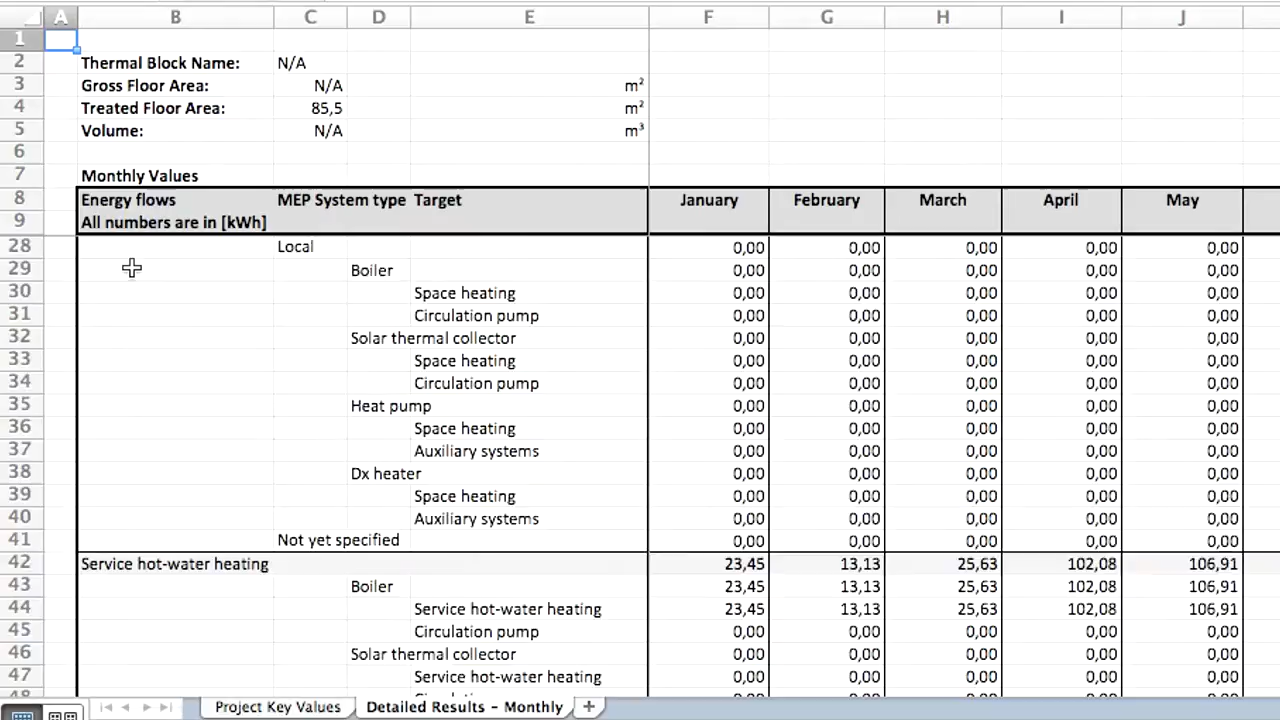 A B C D E F G H I J
1
2 Thermal Block Name: N/A
3 Gross Floor Area: N/A m²
4 Treated Floor Area: 85,5 m²
5 Volume: N/A m³
6
7 Monthly Values
8 Energy flows MEP System type Target January February March April May
9 All numbers are in [kWh]
28 Local 0,00 0,00 0,00 0,00 0,00
29 Boiler 0,00 0,00 0,00 0,00 0,00
30 Space heating 0,00 0,00 0,00 0,00 0,00
31 Circulation pump 0,00 0,00 0,00 0,00 0,00
32 Solar thermal collector 0,00 0,00 0,00 0,00 0,00
33 Space heating 0,00 0,00 0,00 0,00 0,00
34 Circulation pump 0,00 0,00 0,00 0,00 0,00
35 Heat pump 0,00 0,00 0,00 0,00 0,00
36 Space heating 0,00 0,00 0,00 0,00 0,00
37 Auxiliary systems 0,00 0,00 0,00 0,00 0,00
38 Dx heater 0,00 0,00 0,00 0,00 0,00
39 Space heating 0,00 0,00 0,00 0,00 0,00
40 Auxiliary systems 0,00 0,00 0,00 0,00 0,00
41 Not yet specified 0,00 0,00 0,00 0,00 0,00
42 Service hot-water heating 23,45 13,13 25,63 102,08 106,91
43 Boiler 23,45 13,13 25,63 102,08 106,91
44 Service hot-water heating 23,45 13,13 25,63 102,08 106,91
45 Circulation pump 0,00 0,00 0,00 0,00 0,00
46 Solar thermal collector 0,00 0,00 0,00 0,00 0,00
47 Service hot-water heating 0,00 0,00 0,00 0,00 0,00
48
Project Key Values Detailed Results - Monthly +